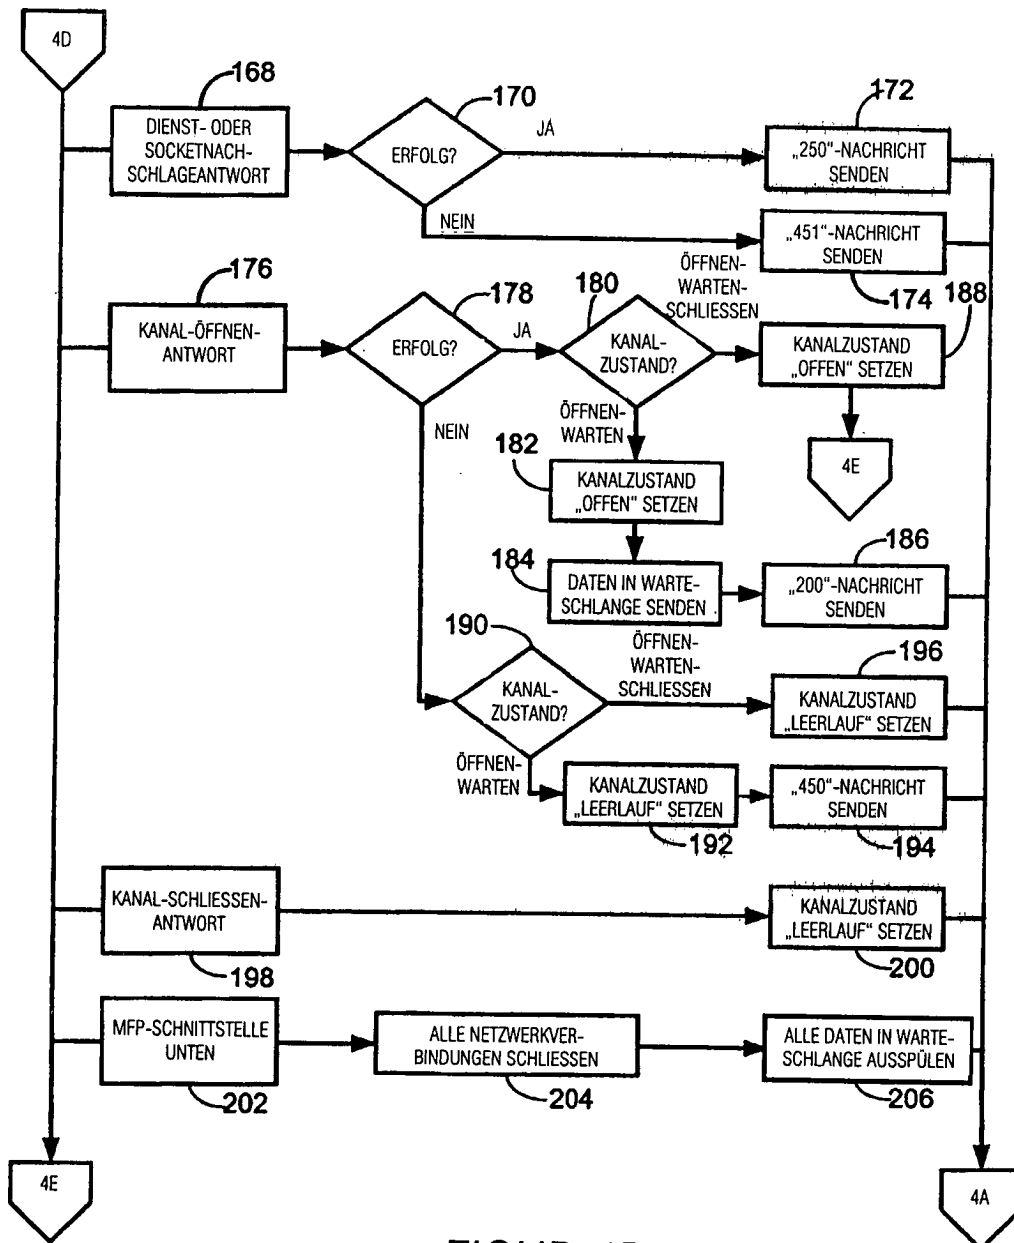 4D
168
DIENST- ODER
SOCKETNACH-
SCHLAGEANTWORT
170
ERFOLG?
JA
172
„250"-NACHRICHT
SENDEN
NEIN
„451"-NACHRICHT
SENDEN
174
176
KANAL-ÖFFNEN-
ANTWORT
178
ERFOLG?
JA
180
KANAL-
ZUSTAND?
ÖFFNEN-
WARTEN-
SCHLIESSEN
188
KANALZUSTAND
„OFFEN" SETZEN
4E
NEIN
ÖFFNEN-
WARTEN
182
KANALZUSTAND
„OFFEN" SETZEN
184
DATEN IN WARTE-
SCHLANGE SENDEN
186
„200"-NACHRICHT
SENDEN
190
KANAL-
ZUSTAND?
ÖFFNEN-
WARTEN-
SCHLIESSEN
196
KANALZUSTAND
„LEERLAUF" SETZEN
ÖFFNEN-
WARTEN
KANALZUSTAND
„LEERLAUF" SETZEN
192
„450"-NACHRICHT
SENDEN
194
KANAL-SCHLIESSEN-
ANTWORT
198
KANALZUSTAND
„LEERLAUF" SETZEN
200
MFP-SCHNITTSTELLE
UNTEN
202
ALLE NETZWERKVER-
BINDUNGEN SCHLIESSEN
204
ALLE DATEN IN WARTE-
SCHLANGE AUSSPÜLEN
206
4E
4A